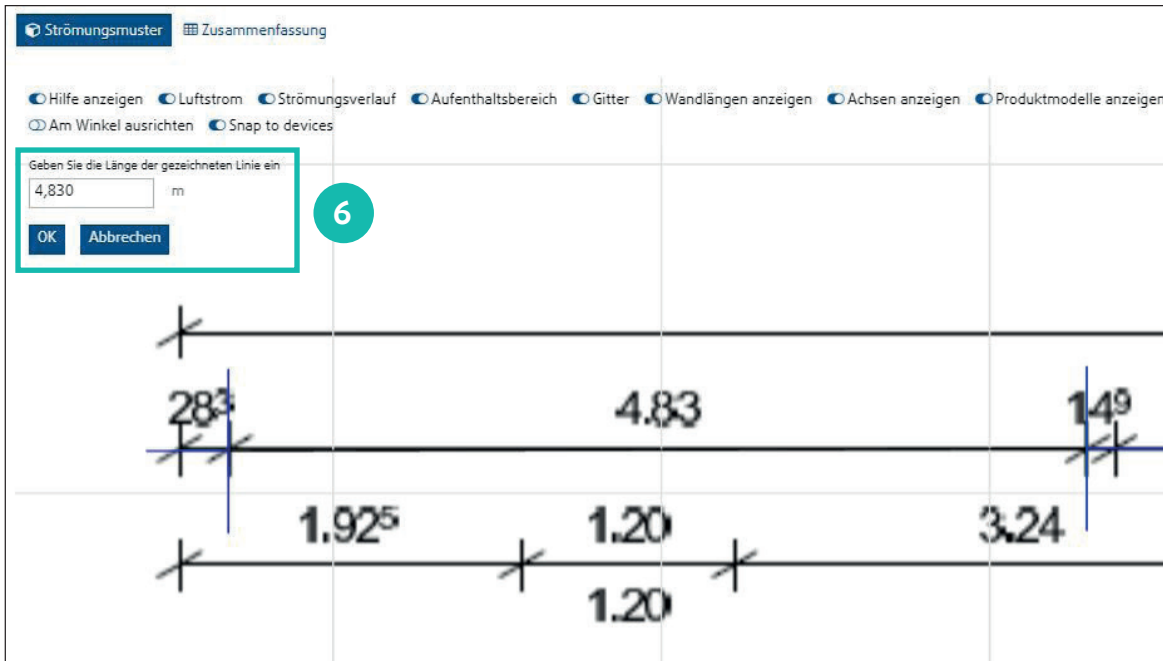 Strömungsmuster Zusammenfassung
Hilfe anzeigen Luftstrom Strömungsverlauf Aufenthaltsbereich Gitter Wandlängen anzeigen Achsen anzeigen Produktmodelle anzeigen
Am Winkel ausrichten Snap to devices
Geben Sie die Länge der gezeichneten Linie ein
4,830 m
OK Abbrechen
6
28³ 4.83 14⁹
1.92⁵ 1.20 3.24
1.20